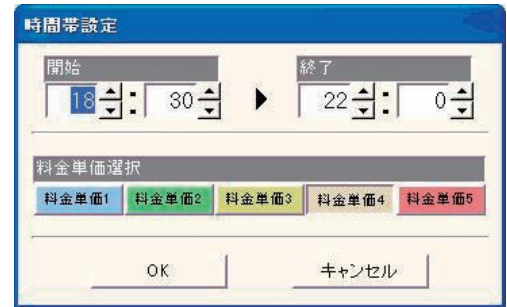 時間帯設定
開始 終了
18 : 30 ▶ 22 : 0
料金単価選択
料金単価1 料金単価2 料金単価3 料金単価4 料金単価5
OK キャンセル